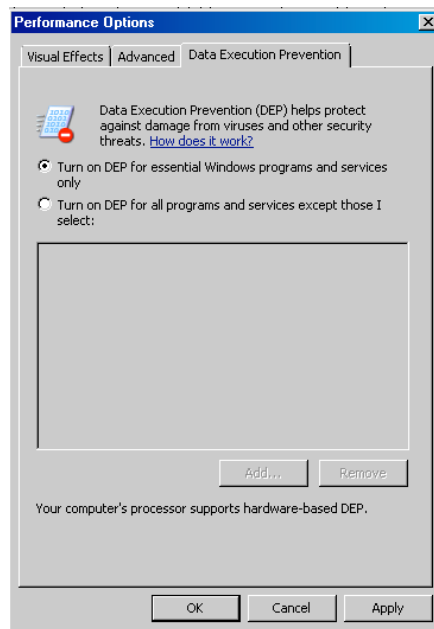 Performance Options
Visual Effects Advanced Data Execution Prevention
Data Execution Prevention (DEP) helps protect
against damage from viruses and other security
threats. How does it work?
Turn on DEP for essential Windows programs and services
only
Turn on DEP for all programs and services except those I
select:
Add... Remove
Your computer's processor supports hardware-based DEP.
OK Cancel Apply